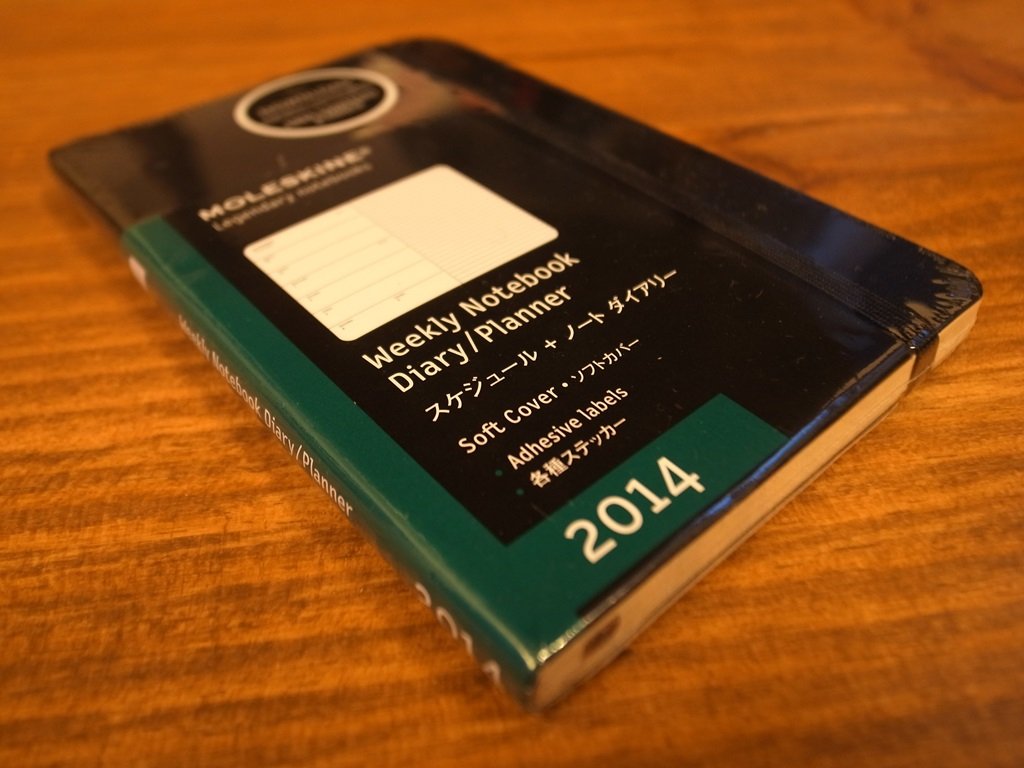 MOLESKINE®
Legendary notebooks
Weekly Notebook
Diary/Planner
スケジュール + ノート ダイアリー
Soft Cover・ソフトカバー
• Adhesive labels
• 各種ステッカー
2014
Weekly Notebook Diary/Planner
2014